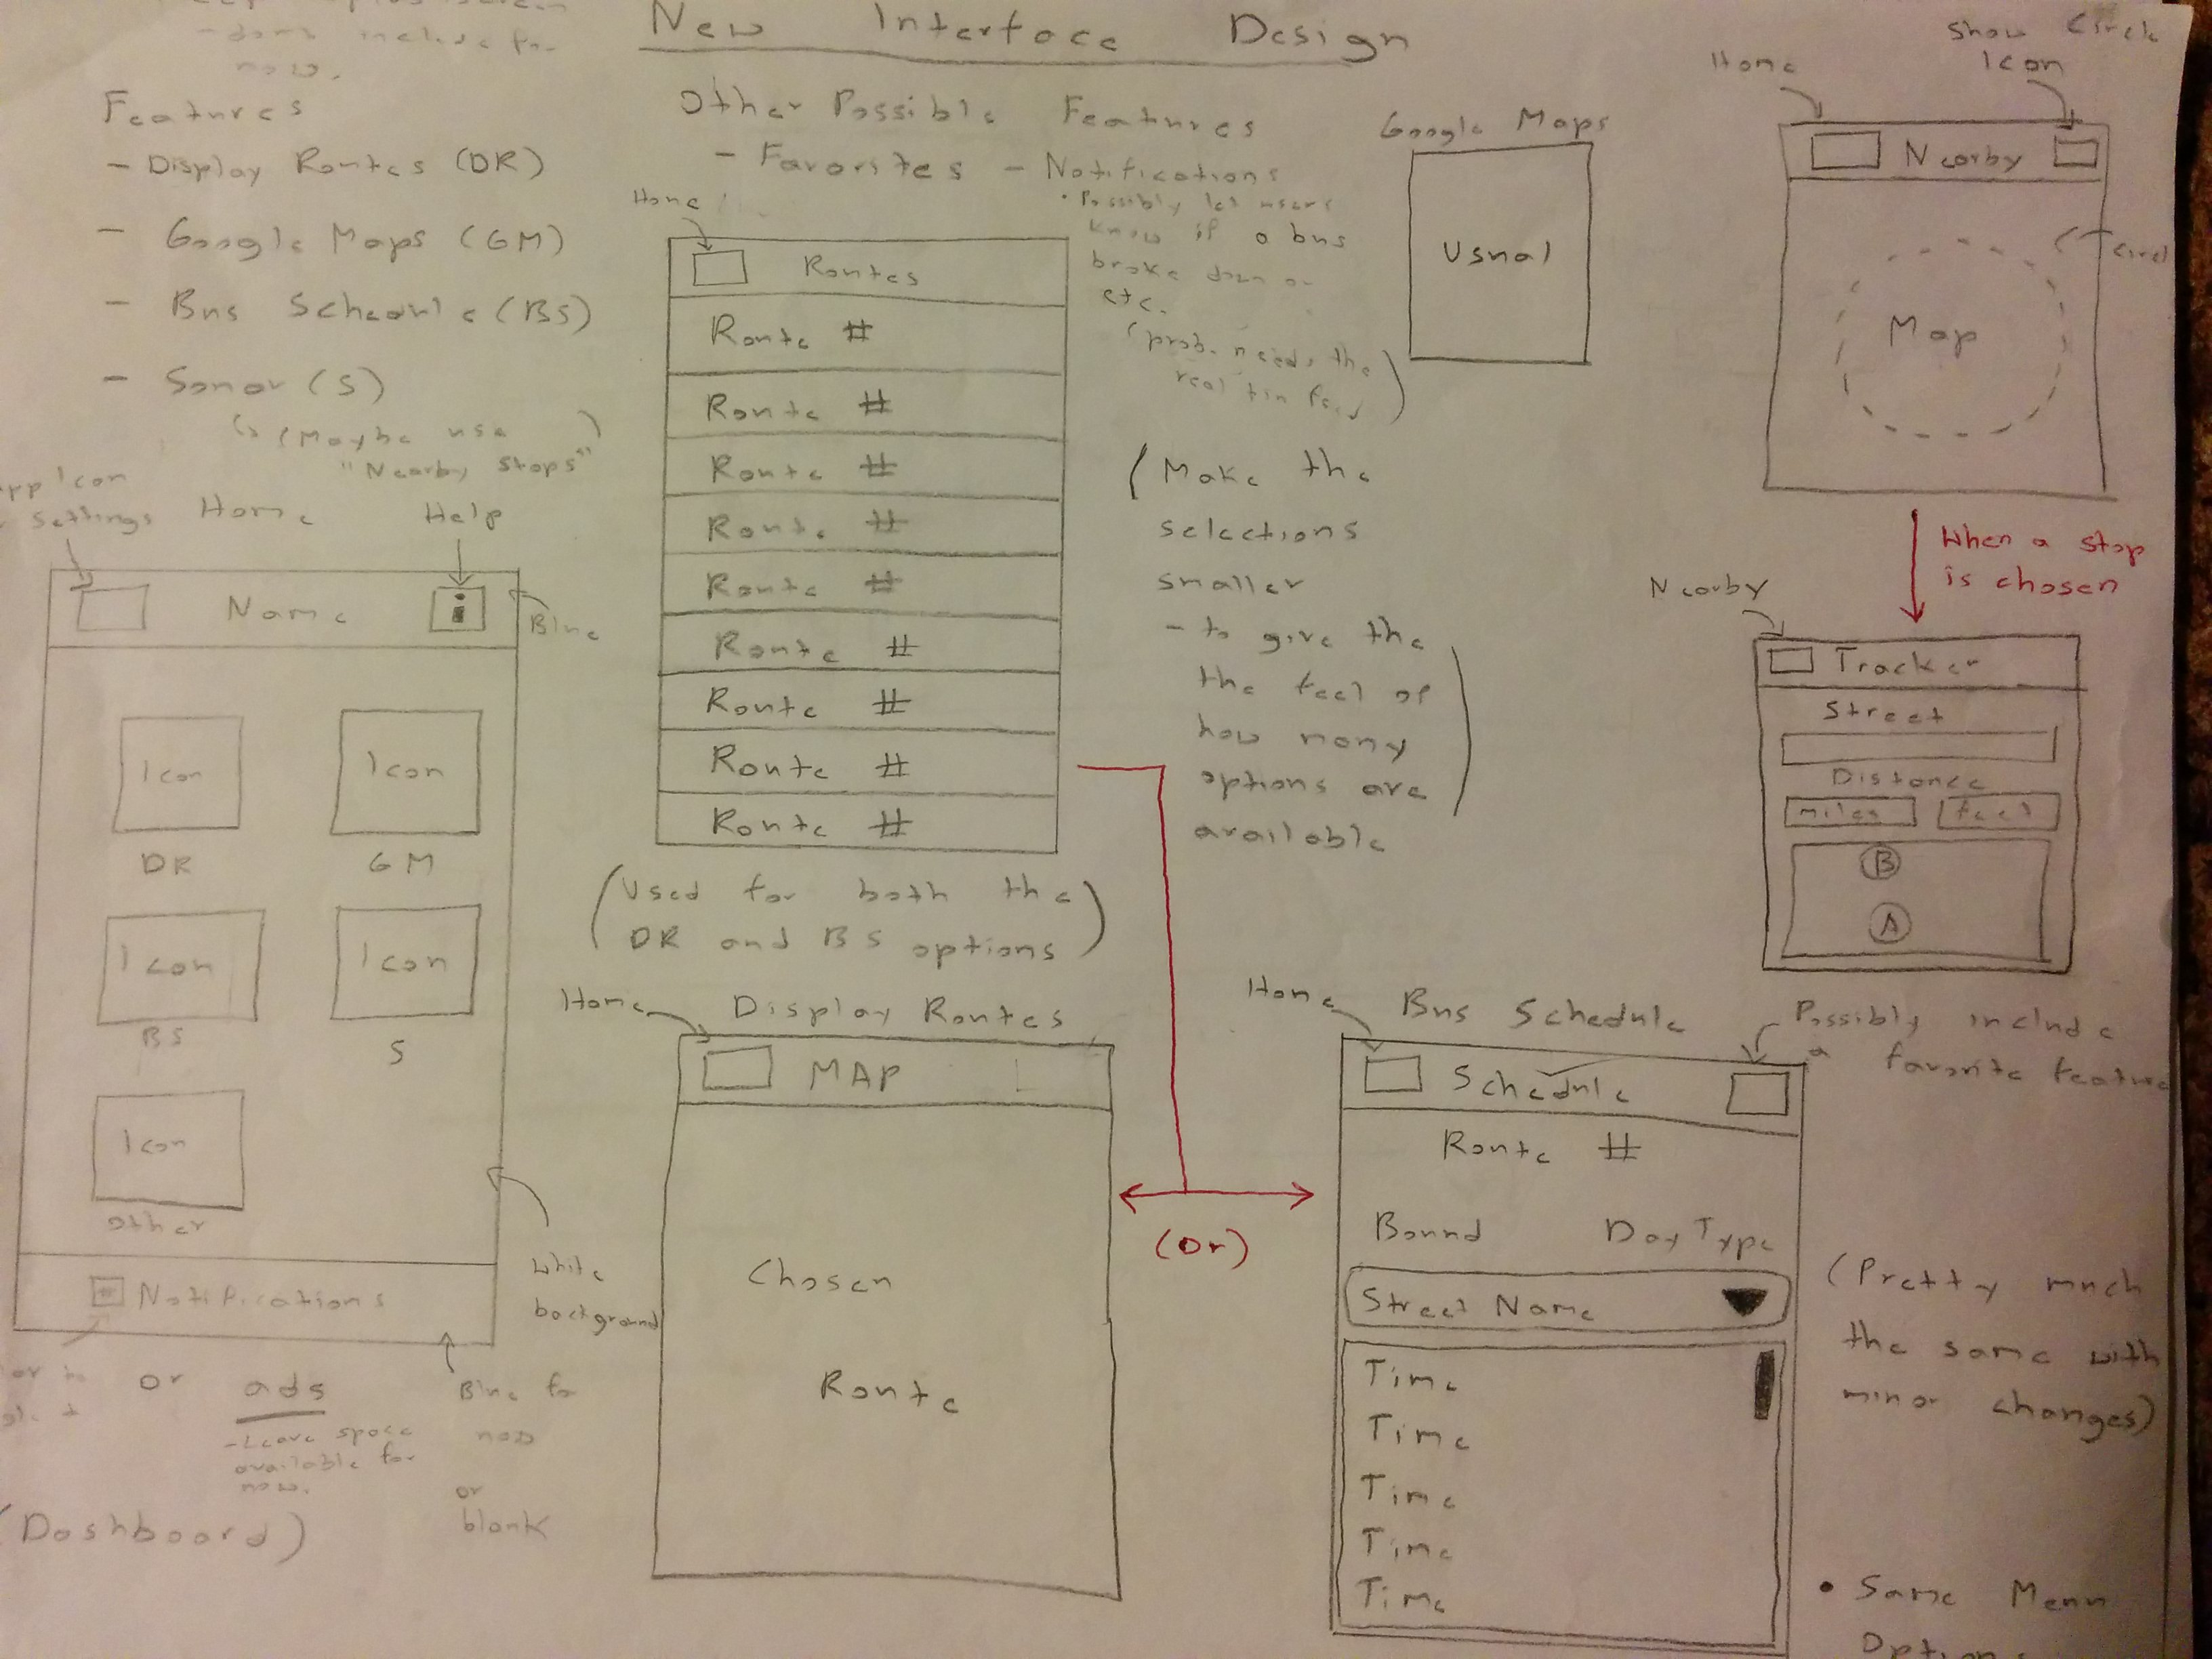 New Interface Design
include for
now.
Features
- Display Routes (DR)
- Google Maps (GM)
- Bus Schedule (BS)
- Sonar (S)
(Maybe use
"Nearby Stops")
App Icon
Settings
Home
Help
Name
i
Blue
Icon
Icon
DR
GM
Icon
Icon
BS
S
Icon
Other
Notifications
White
background
or
ads
- Leave space
available for
now.
Blue for
now
or
blank
(Dashboard)
Other Possible Features
- Favorites - Notifications
• Possibly let users
know if a bus
broke down or
etc.
(prob. needs the
real tim feed)
Home
Routes
Route #
Route #
Route #
Route #
Route #
Route #
Route #
Route #
Route #
(Used for both the
DR and BS options)
(Make the
selections
smaller
- to give the
the feel of
how many
options are
available)
Home
Display Routes
MAP
Chosen
Route
(or)
Google Maps
Usual
Home
Show Circle
Icon
Nearby
Map
When a stop
is chosen
Nearby
Tracker
Street
Distance
miles
feet
B
A
Home
Bus Schedule
Possibly include
a favorite feature
Schedule
Route #
Bound
Day Type
Street Name
Time
Time
Time
Time
Time
(Pretty much
the same with
minor changes)
• Same Menu